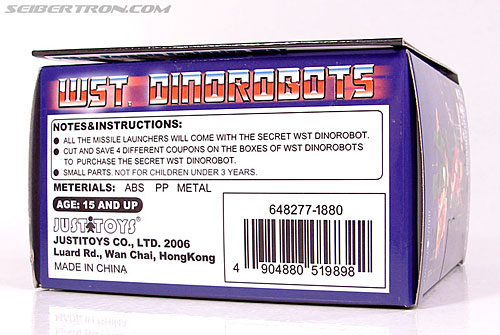 SEIBERTRON.COM
WST. DINOROBOTS
NOTES&INSTRUCTIONS:
● ALL THE MISSILE LAUNCHERS WILL COME WITH THE SECRET WST DINOROBOT.
● CUT AND SAVE 4 DIFFERENT COUPONS ON THE BOXES OF WST DINOROBOTS
TO PURCHASE THE SECRET WST DINOROBOT.
● SMALL PARTS. NOT FOR CHILDREN UNDER 3 YEARS.
METERIALS: ABS PP METAL
AGE: 15 AND UP
JUSTITOYS
JUSTITOYS CO., LTD. 2006
Luard Rd., Wan Chai, HongKong
MADE IN CHINA
648277-1880
4 904880 519898